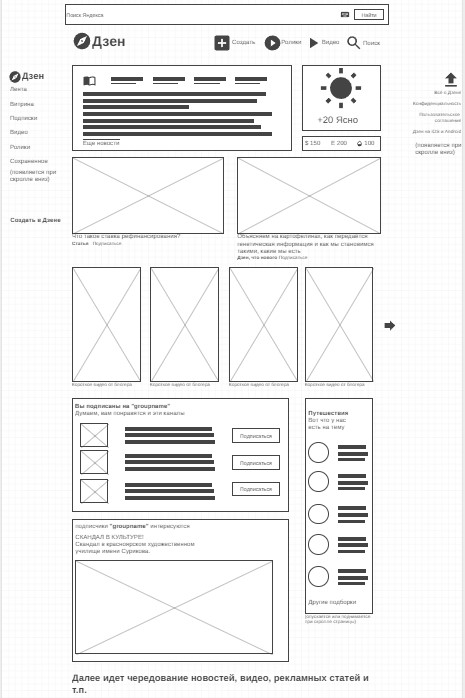 Поиск Яндекса
Найти
Дзен
Создать
Ролики
Видео
Поиск
Дзен
Лента
Витрина
Подписки
Видео
Ролики
Сохраненное
(появляется при
скролле вниз)
Создать в Дзене
Еще новости
+20 Ясно
$ 150
E 200
100
Все о Дзене
Конфиденциальность
Пользовательское
соглашение
Дзен на iOS и Android
(появляется при
скролле вниз)
Что такое ставка рефинансирования?
Статьи Подписаться
Объясняем на картофелинах, как передается
генетическая информация и как мы становимся
такими, какие мы есть
Дзен, что нового Подписаться
Короткое видео от блогера
Короткое видео от блогера
Короткое видео от блогера
Короткое видео от блогера
Вы подписаны на "groupname"
Думаем, вам понравятся и эти каналы
Подписаться
Подписаться
Подписаться
Путешествия
Вот что у нас
есть на тему
Другие подборки
(опускается или поднимается
при скролле страницы)
подписчики "groupname" интересуются
СКАНДАЛ В КУЛЬТУРЕ!
Скандал в красноярском художественном
училище имени Сурикова.
Далее идет чередование новостей, видео, рекламных статей и
т.п.